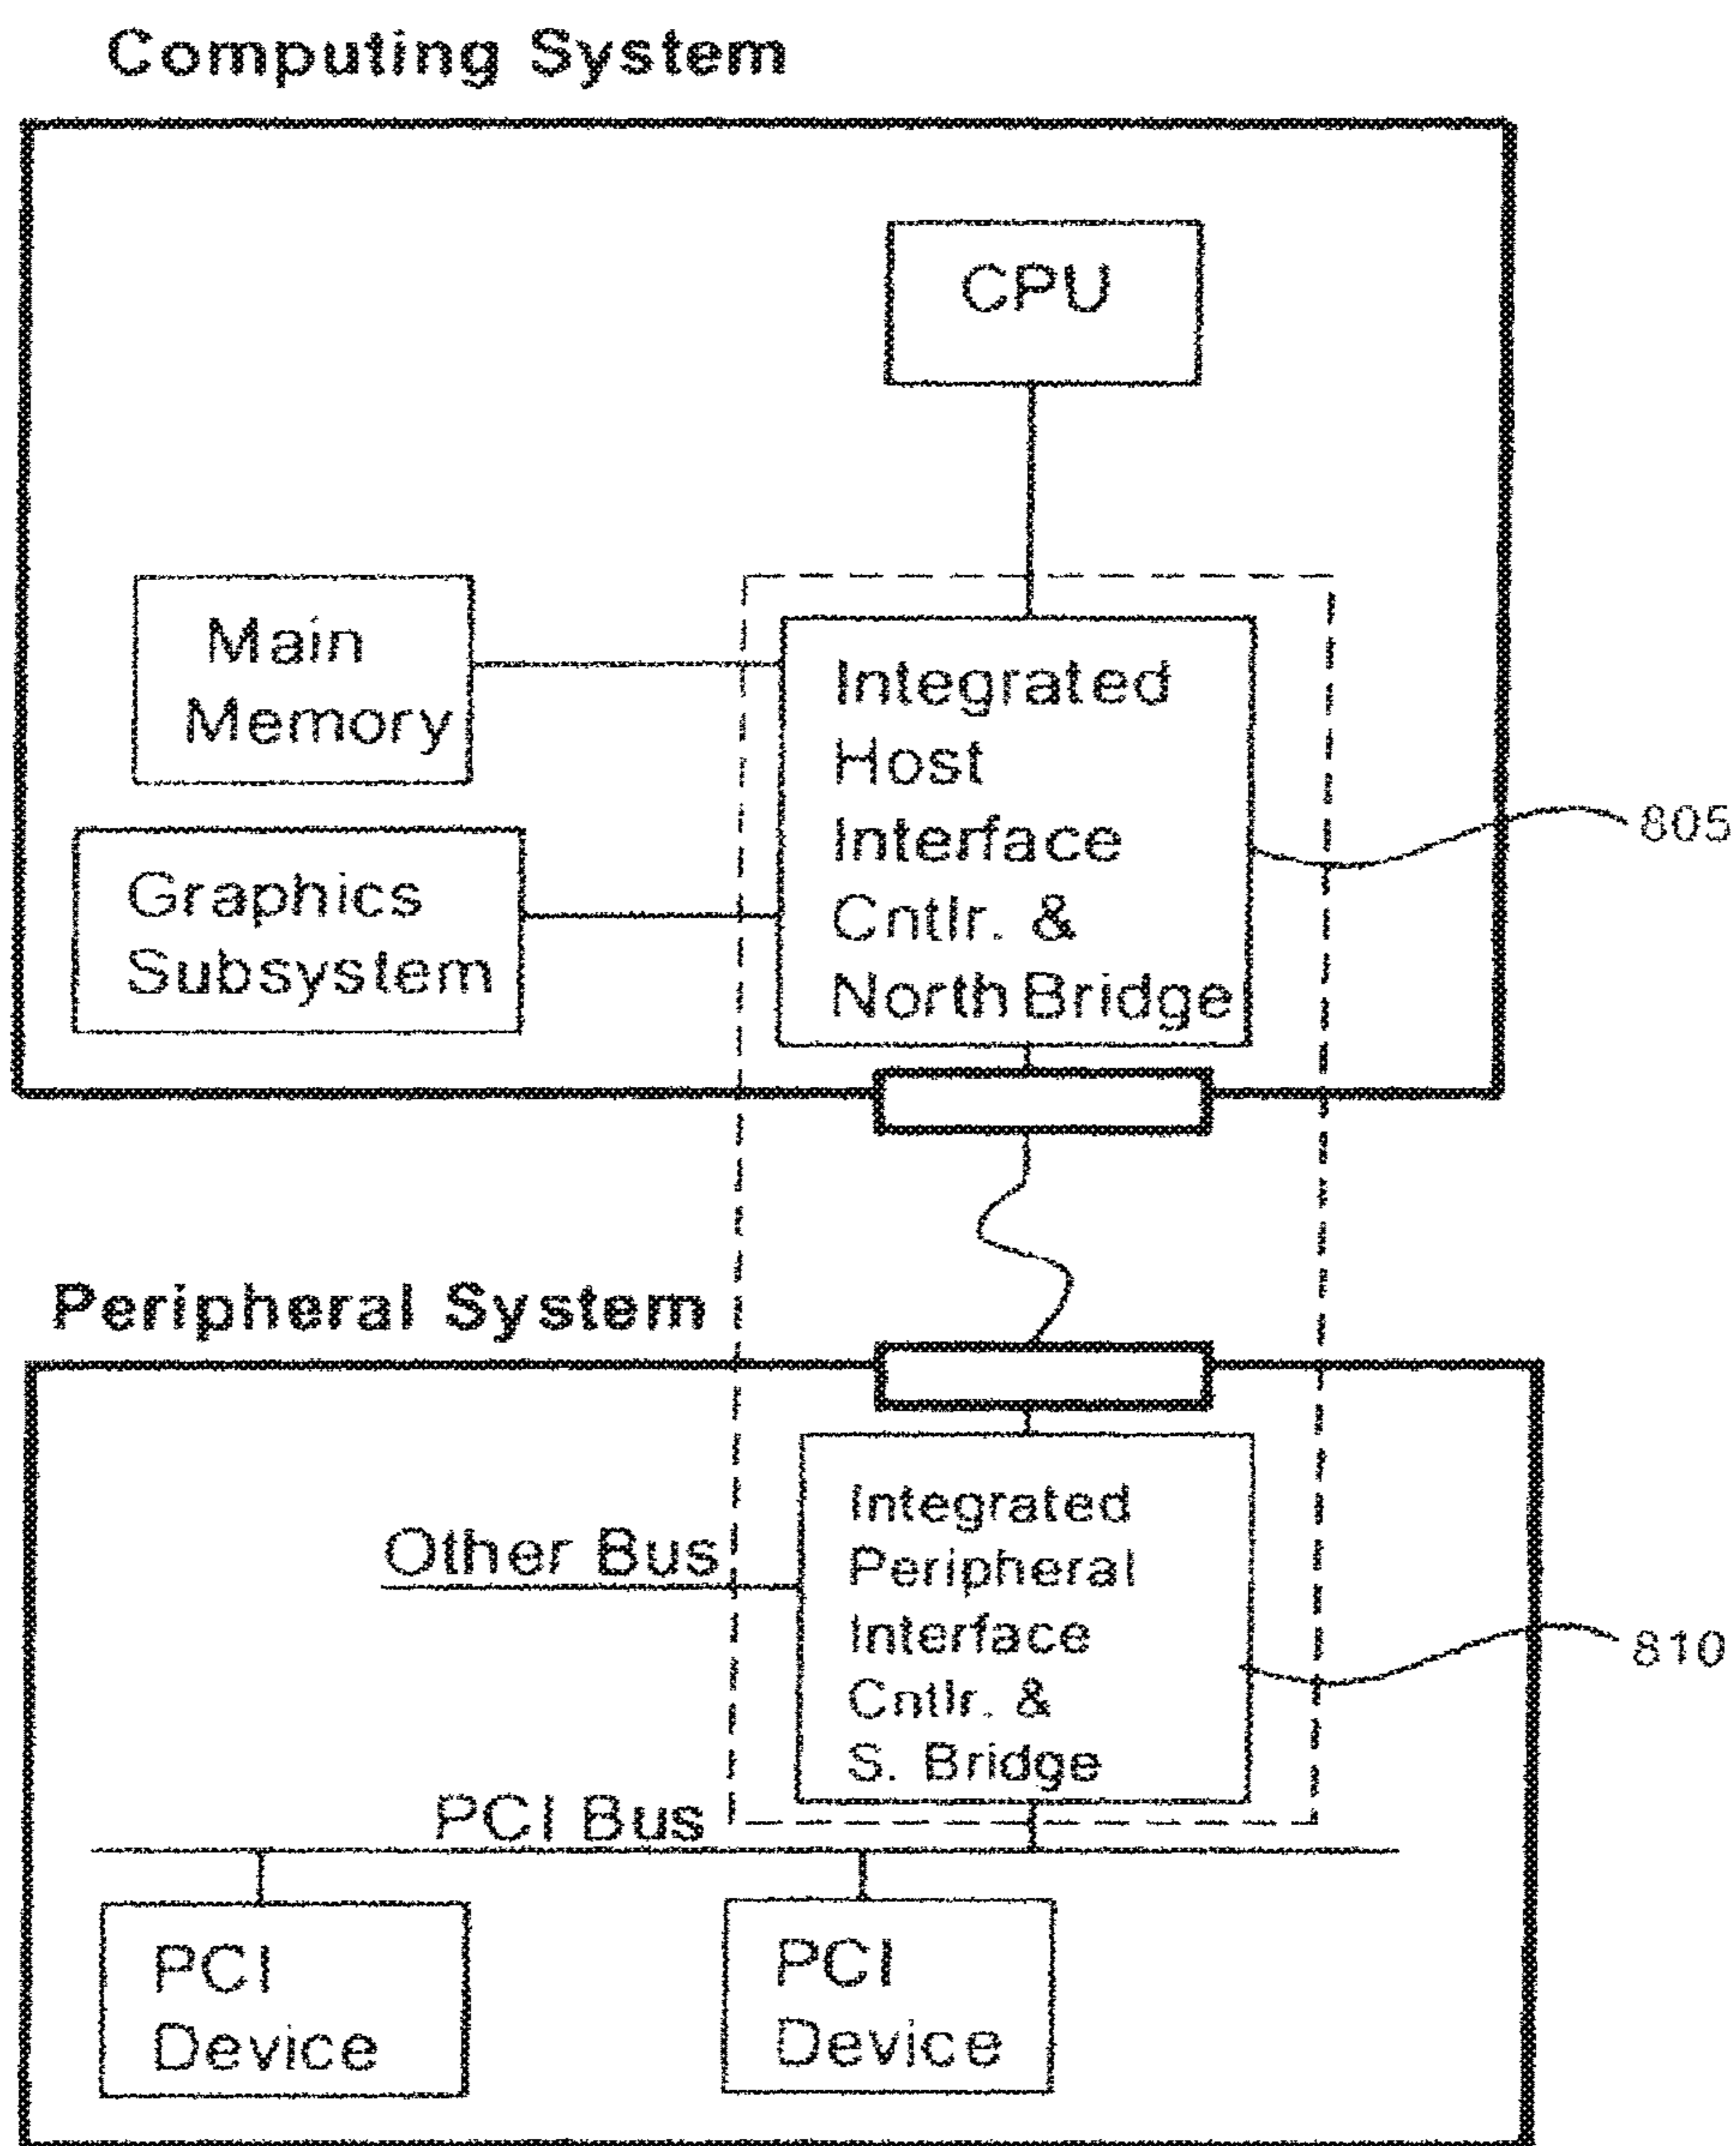 Computing System
CPU
Main
Memory
Graphics
Subsystem
Integrated
Host
Interface
Cntlr. &
North Bridge
805
Peripheral System
Integrated
Peripheral
Interface
Cntlr. &
S. Bridge
Other Bus
810
PCI Bus
PCI
Device
PCI
Device